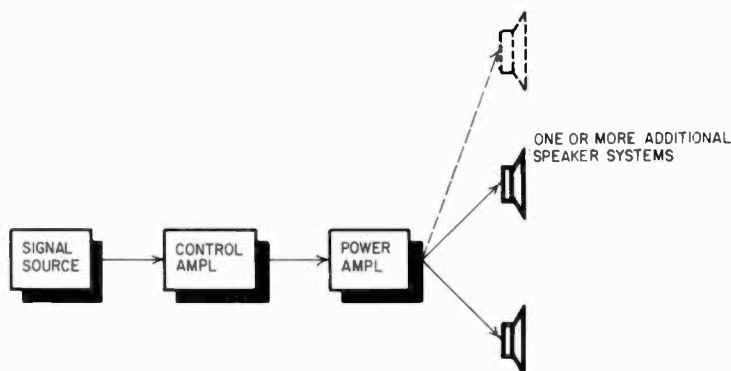 ONE OR MORE ADDITIONAL
SPEAKER SYSTEMS
SIGNAL
SOURCE
CONTROL
AMPL
POWER
AMPL